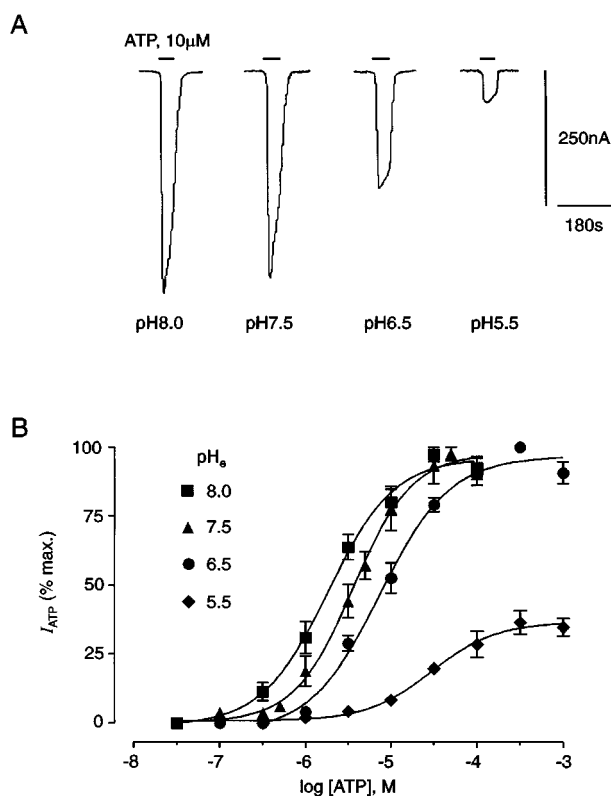 A
ATP, 10μM
250nA
180s
pH8.0 pH7.5 pH6.5 pH5.5
B
pHe
8.0
7.5
6.5
5.5
IATP (% max.)
100
75
50
25
0
-8 -7 -6 -5 -4 -3
log [ATP], M